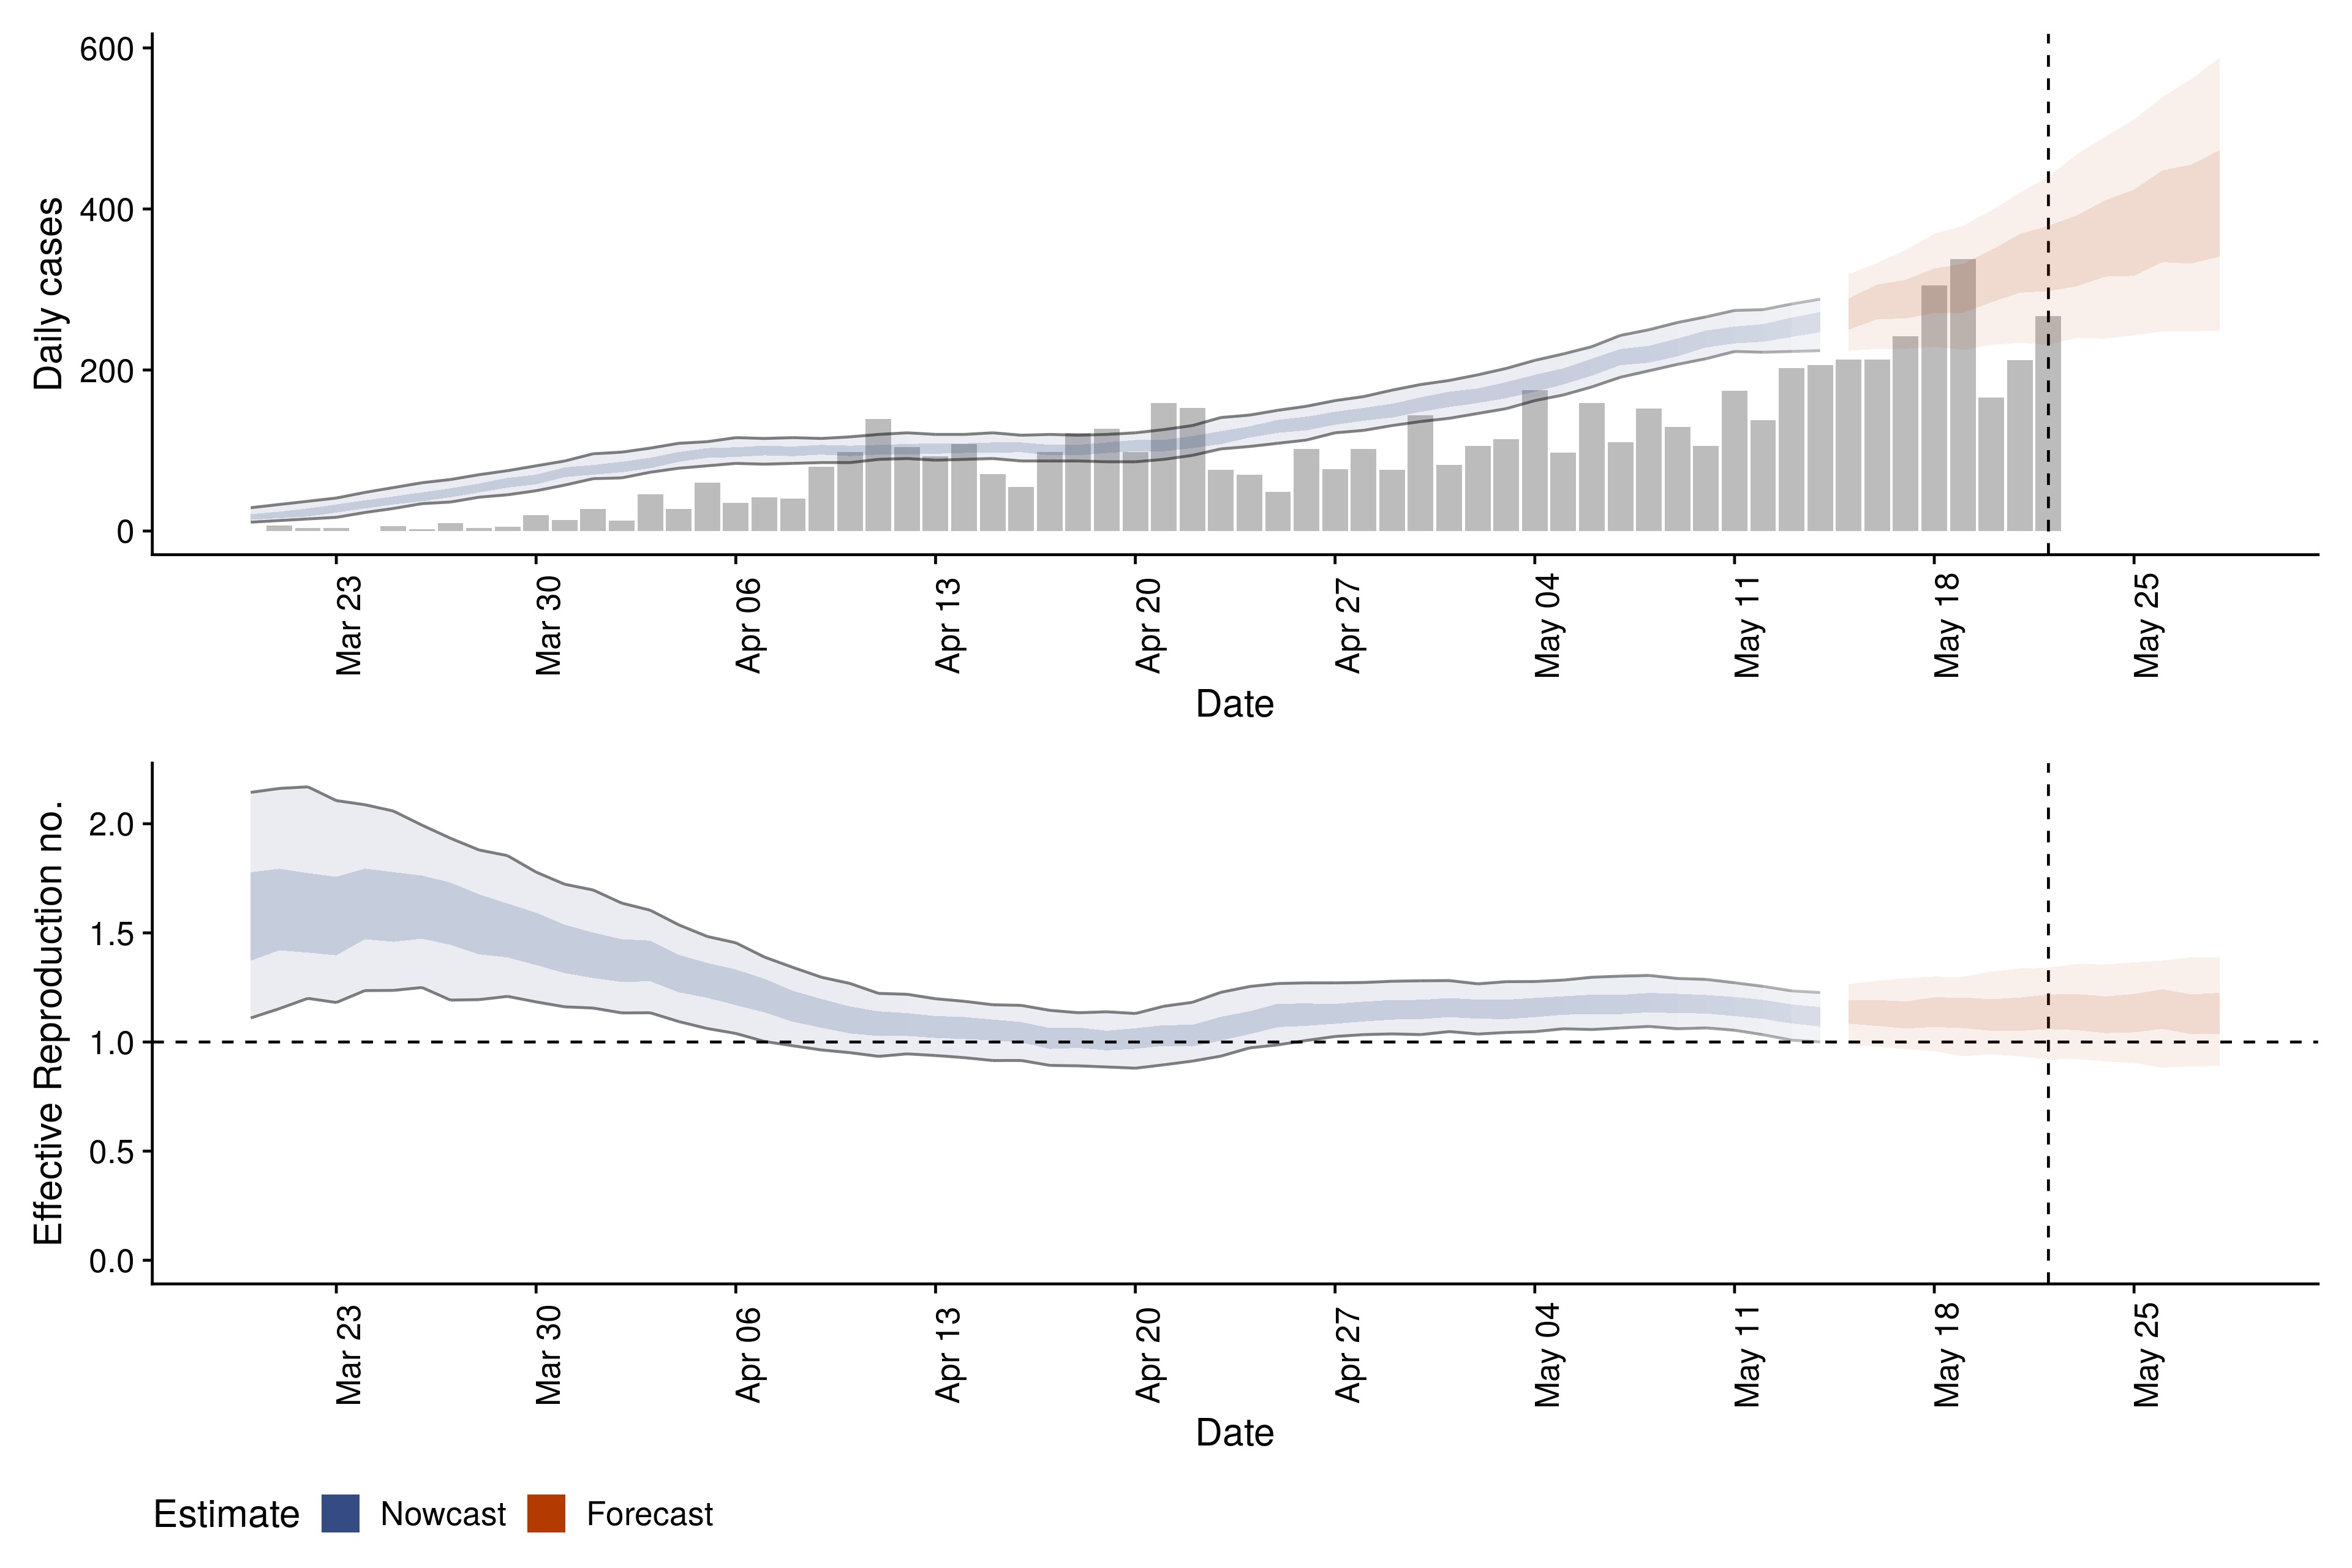 600
400
200
0
Daily cases
Mar 23
Mar 30
Apr 06
Apr 13
Apr 20
Apr 27
May 04
May 11
May 18
May 25
Date
2.0
1.5
1.0
0.5
0.0
Effective Reproduction no.
Mar 23
Mar 30
Apr 06
Apr 13
Apr 20
Apr 27
May 04
May 11
May 18
May 25
Date
Estimate Nowcast Forecast